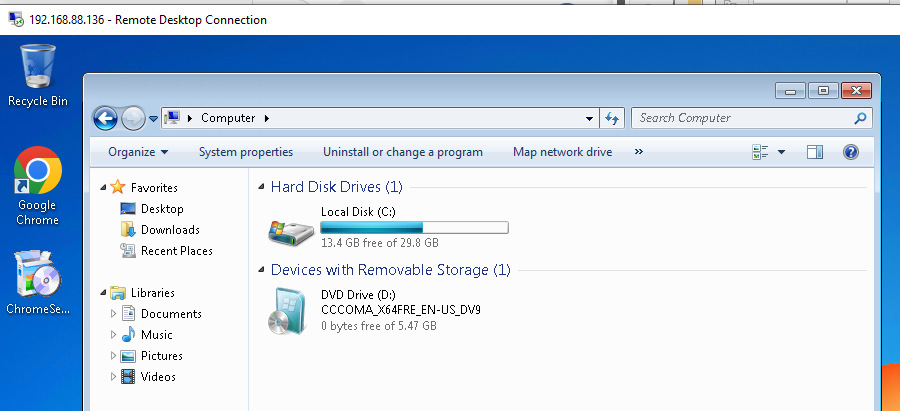 192.168.88.136 - Remote Desktop Connection
Recycle Bin
Google
Chrome
ChromeSe...
Computer
Search Computer
Organize
System properties
Uninstall or change a program
Map network drive
»
Favorites
Desktop
Downloads
Recent Places
Libraries
Documents
Music
Pictures
Videos
Hard Disk Drives (1)
Local Disk (C:)
13.4 GB free of 29.8 GB
Devices with Removable Storage (1)
DVD Drive (D:)
CCCOMA_X64FRE_EN-US_DV9
0 bytes free of 5.47 GB